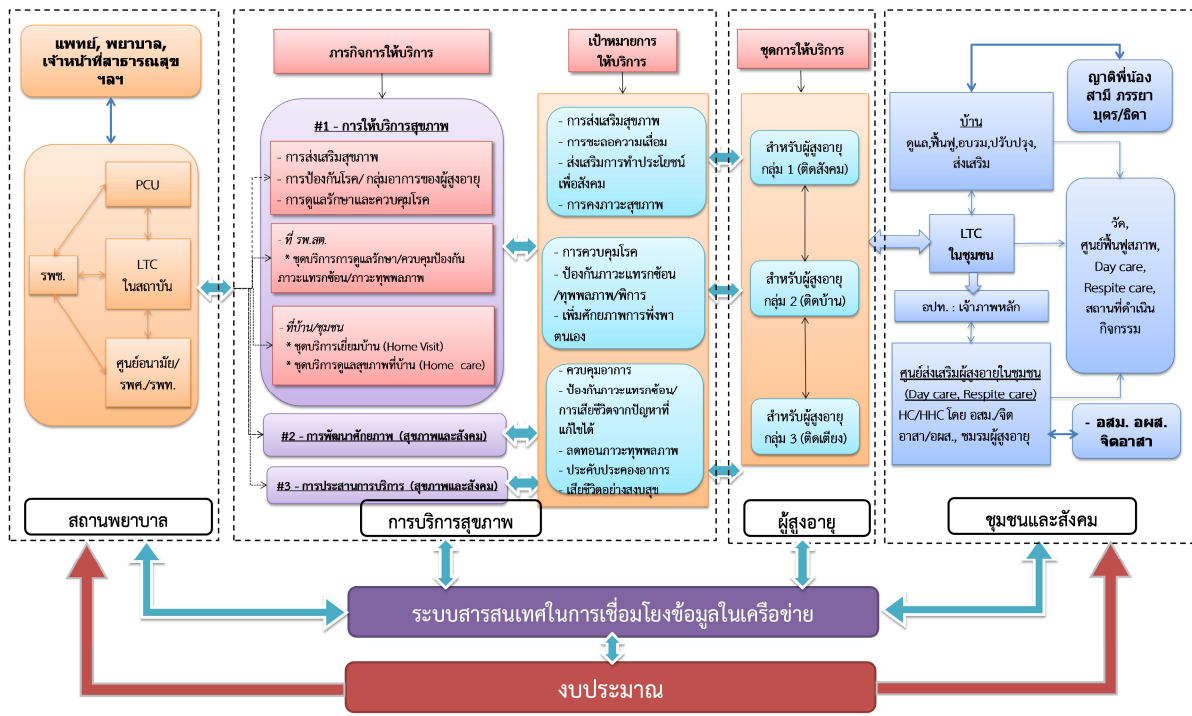 แพทย์, พยาบาล,
เจ้าหน้าที่สาธารณสุข
ฯลฯ
PCU
รพช.
LTC
ในสถาบัน
ศูนย์อนามัย/
รพศ./รพท.
สถานพยาบาล
ภารกิจการให้บริการ
#1 - การให้บริการสุขภาพ
- การส่งเสริมสุขภาพ
- การป้องกันโรค/ กลุ่มอาการของผู้สูงอายุ
- การดูแลรักษาและควบคุมโรค
- ที่ รพ.สต.
* ชุดบริการการดูแลรักษา/ควบคุมป้องกัน
ภาวะแทรกซ้อน/ภาวะทุพพลภาพ
- ที่บ้าน/ชุมชน
* ชุดบริการเยี่ยมบ้าน (Home Visit)
* ชุดบริการดูแลสุขภาพที่บ้าน (Home care)
#2 - การพัฒนาศักยภาพ (สุขภาพและสังคม)
#3 - การประสานการบริการ (สุขภาพและสังคม)
เป้าหมายการ
ให้บริการ
- การส่งเสริมสุขภาพ
- การชะลอความเสื่อม
- ส่งเสริมการทำประโยชน์
เพื่อสังคม
- การคงภาวะสุขภาพ
- การควบคุมโรค
- ป้องกันภาวะแทรกซ้อน
/ทุพพลภาพ/พิการ
- เพิ่มศักยภาพการพึ่งพา
ตนเอง
- ควบคุมอาการ
- ป้องกันภาวะแทรกซ้อน/
การเสียชีวิตจากปัญหาที่
แก้ไขได้
- ลดทอนภาวะทุพพลภาพ
- ประคับประคองอาการ
- เสียชีวิตอย่างสงบสุข
การบริการสุขภาพ
ชุดการให้บริการ
สำหรับผู้สูงอายุ
กลุ่ม 1 (ติดสังคม)
สำหรับผู้สูงอายุ
กลุ่ม 2 (ติดบ้าน)
สำหรับผู้สูงอายุ
กลุ่ม 3 (ติดเตียง)
ผู้สูงอายุ
ญาติพี่น้อง
สามี ภรรยา
บุตร/ธิดา
บ้าน
ดูแล,ฟื้นฟู,อบวม,ปรับปรุง,
ส่งเสริม
LTC
ในชุมชน
อปท. : เจ้าภาพหลัก
วัด,
ศูนย์ฟื้นฟูสภาพ,
Day care,
Respite care,
สถานที่ดำเนิน
กิจกรรม
ศูนย์ส่งเสริมผู้สูงอายุในชุมชน
(Day care, Respite care)
HC/HHC โดย อสม./จิต
อาสา/อผส., ชมรมผู้สูงอายุ
- อสม. อผส.
จิตอาสา
ชุมชนและสังคม
ระบบสารสนเทศในการเชื่อมโยงข้อมูลในเครือข่าย
งบประมาณ